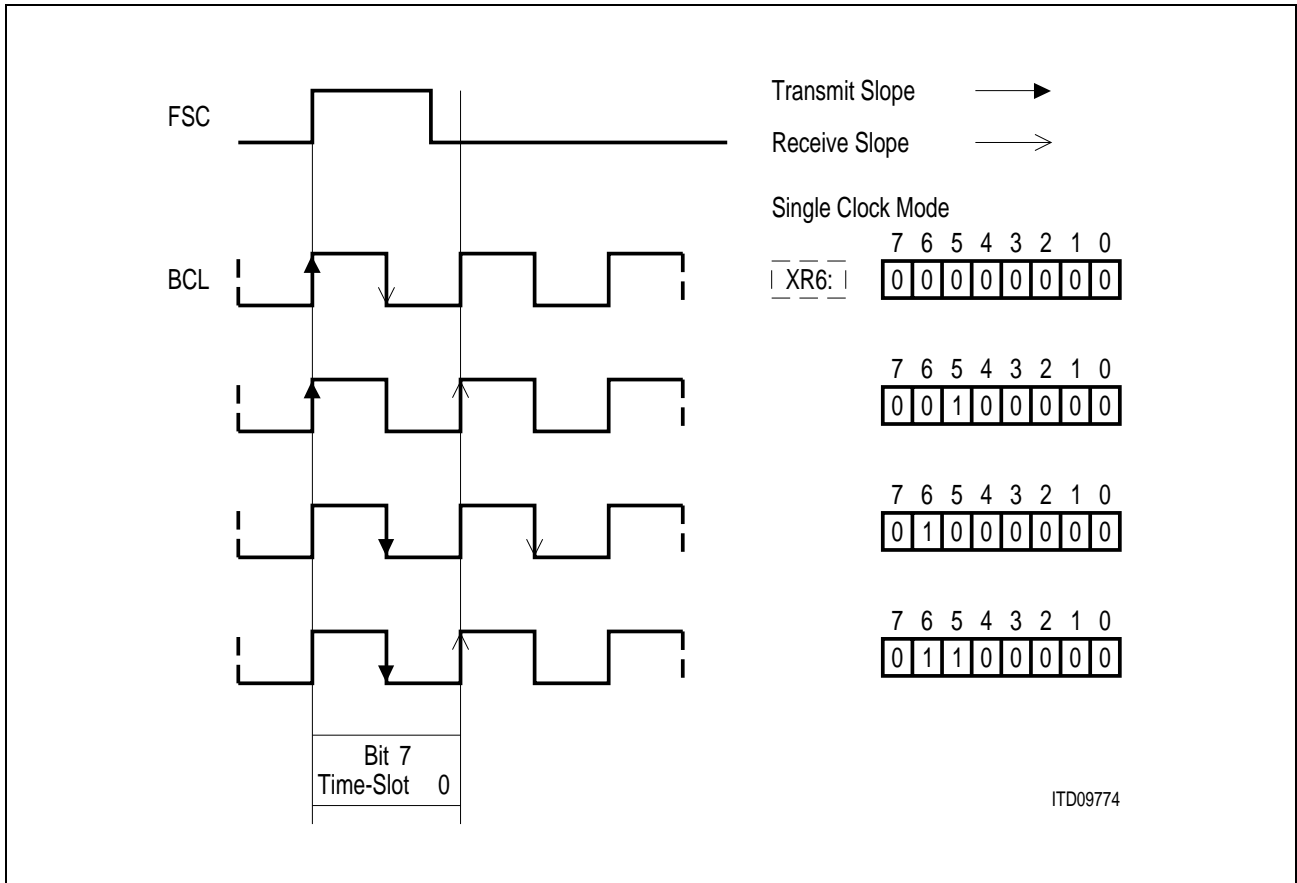 FSC
Transmit Slope
Receive Slope
Single Clock Mode
7 6 5 4 3 2 1 0
BCL
XR6:
0 0 0 0 0 0 0 0
7 6 5 4 3 2 1 0
0 0 1 0 0 0 0 0
7 6 5 4 3 2 1 0
0 1 0 0 0 0 0 0
7 6 5 4 3 2 1 0
0 1 1 0 0 0 0 0
Bit 7
Time-Slot 0
ITD09774